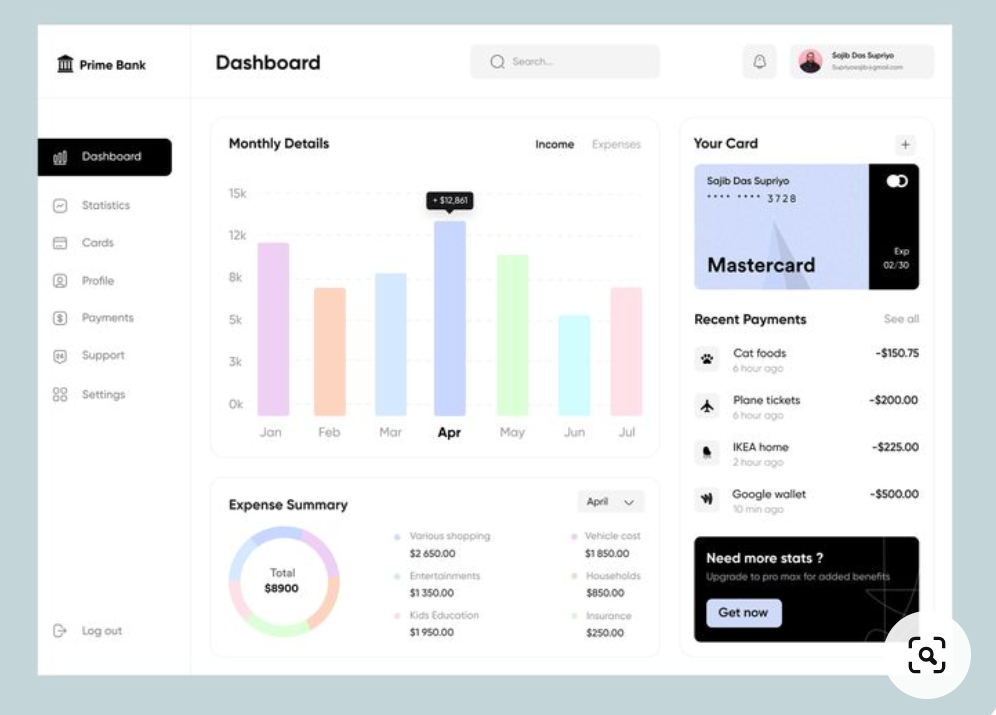 Prime Bank
Dashboard
Search...
Sajib Das Supriyo
Dashboard
Statistics
Cards
Profile
Payments
Support
Settings
Log out
Monthly Details
Income
Expenses
15k
12k
8k
5k
3k
0k
+ $12,861
Jan
Feb
Mar
Apr
May
Jun
Jul
Expense Summary
April
Total
$8900
Various shopping
$2 650.00
Entertainments
$1 350.00
Kids Education
$1 950.00
Vehicle cost
$1 850.00
Households
$850.00
Insurance
$250.00
Your Card
+
Sajib Das Supriyo
•••• •••• 3728
Mastercard
Exp
02/30
Recent Payments
See all
Cat foods
6 hour ago
-$150.75
Plane tickets
6 hour ago
-$200.00
IKEA home
2 hour ago
-$225.00
Google wallet
10 min ago
-$500.00
Need more stats ?
Upgrade to pro max for added benefits
Get now